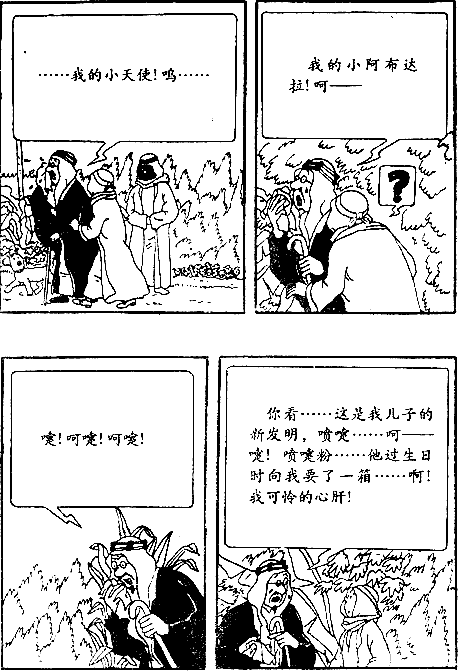 ……我的小天使!呜……
我的小阿布达
拉!呵——
?
嚏!呵嚏!呵嚏!
你看……这是我儿子的
新发明，喷嚏……呵——
嚏! 喷嚏粉……他过生日
时向我要了一箱……啊!
我可怜的心肝!